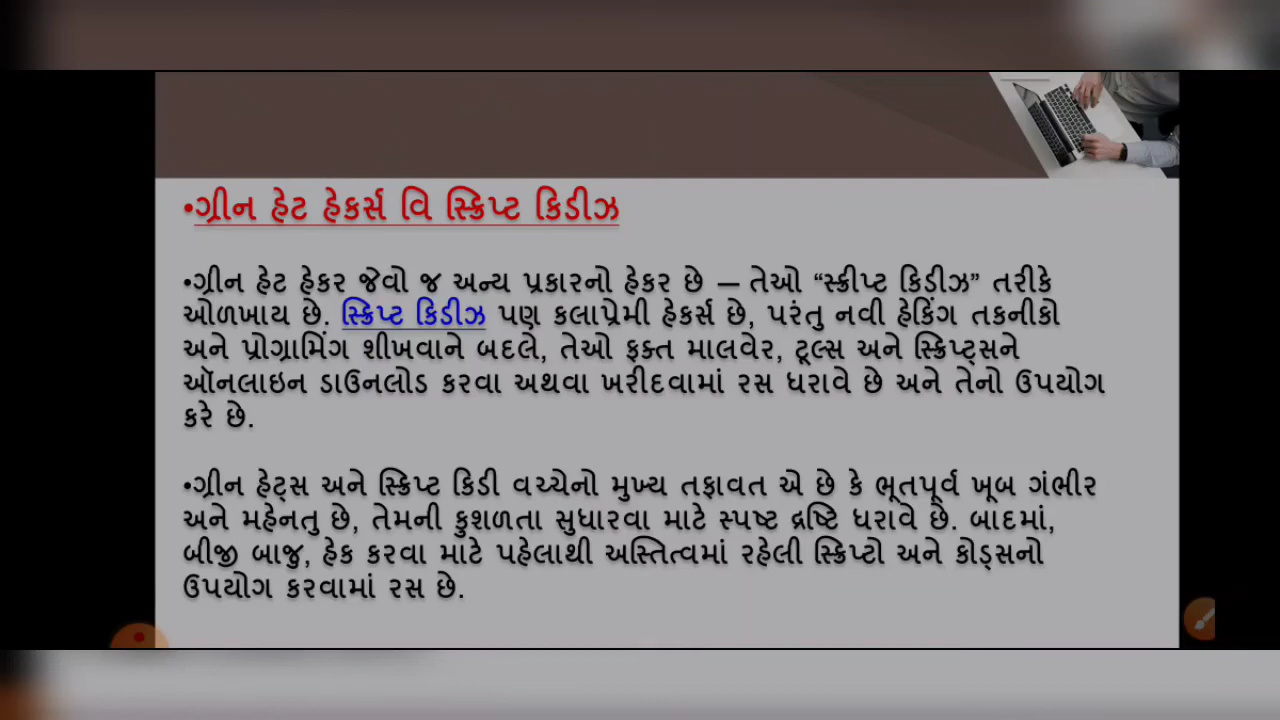 •ગ્રીન હેટ હેકર્સ વિ સ્ક્રિપ્ટ કિડીઝ
•ગ્રીન હેટ હેકર જેવો જ અન્ય પ્રકારનો હેકર છે — તેઓ “સ્ક્રીપ્ટ કિડીઝ” તરીકે
ઓળખાય છે. સ્ક્રિપ્ટ કિડીઝ પણ કલાપ્રેમી હેકર્સ છે, પરંતુ નવી હેકિંગ તકનીકો
અને પ્રોગ્રામિંગ શીખવાને બદલે, તેઓ ફક્ત માલવેર, ટૂલ્સ અને સ્ક્રિપ્ટ્સને
ઑનલાઇન ડાઉનલોડ કરવા અથવા ખરીદવામાં રસ ધરાવે છે અને તેનો ઉપયોગ
કરે છે.
•ગ્રીન હેટ્સ અને સ્ક્રિપ્ટ કિડી વચ્ચેનો મુખ્ય તફાવત એ છે કે ભૂતપૂર્વ ખૂબ ગંભીર
અને મહેનતુ છે, તેમની કુશળતા સુધારવા માટે સ્પષ્ટ દ્રષ્ટિ ધરાવે છે. બાદમાં,
બીજી બાજુ, હેક કરવા માટે પહેલાથી અસ્તિત્વમાં રહેલી સ્ક્રિપ્ટો અને કોડ્સનો
ઉપયોગ કરવામાં રસ છે.